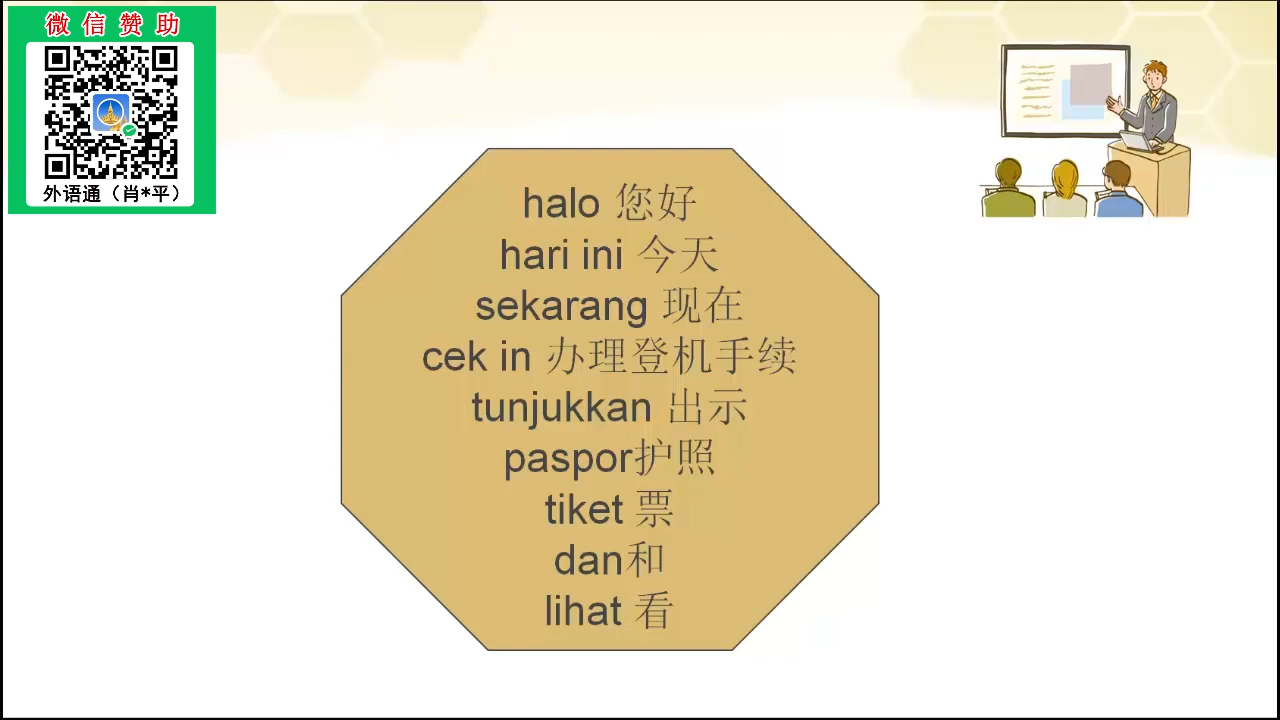 微信赞助
外语通（肖*平）
halo 您好
hari ini 今天
sekarang 现在
cek in 办理登机手续
tunjukkan 出示
paspor护照
tiket 票
dan和
lihat 看